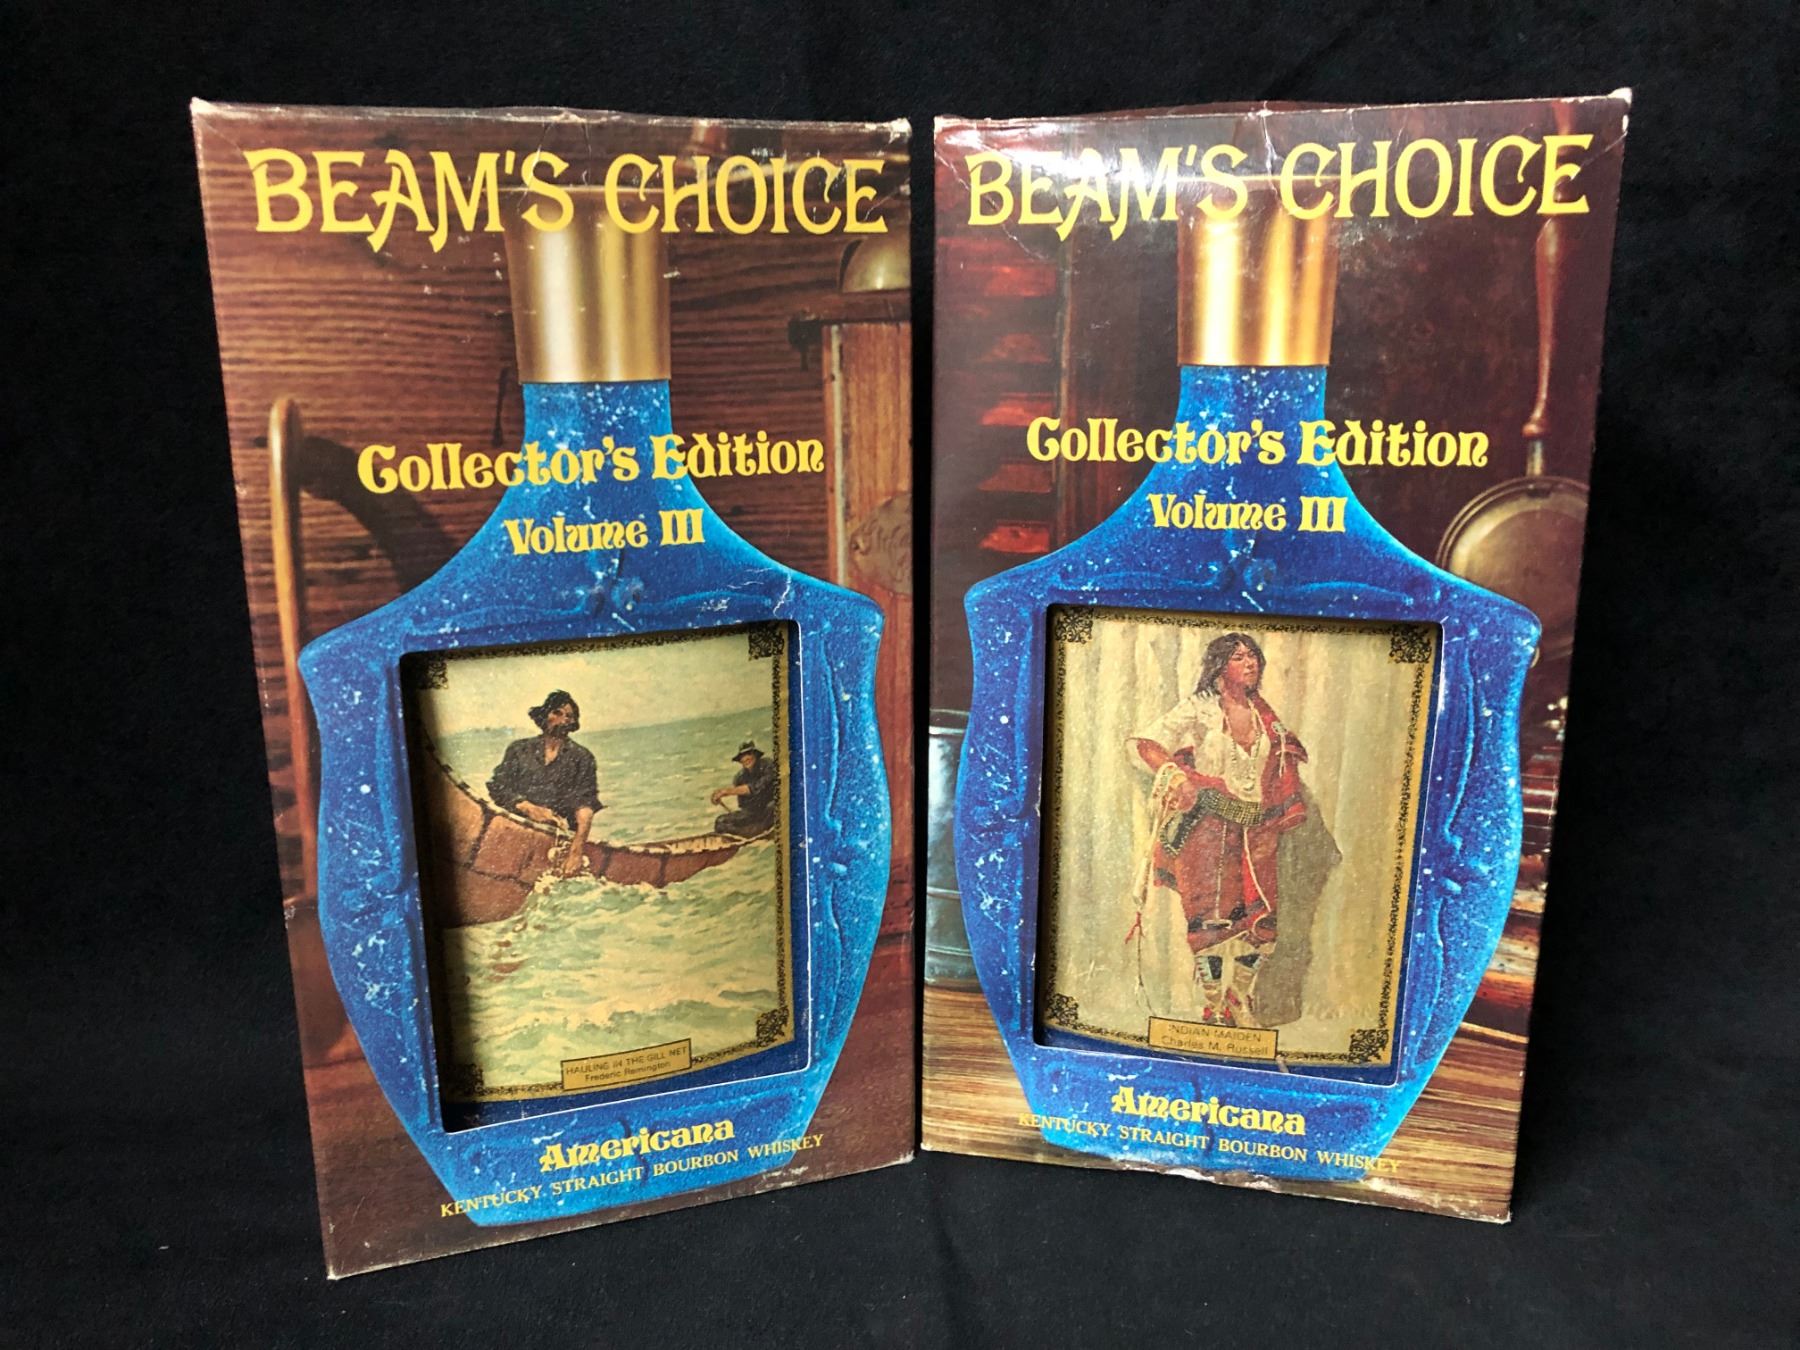 BEAM'S CHOICE
Collector's Edition
Volume III
HAULING IN THE GILL NET
Frederic Remington
Americana
KENTUCKY STRAIGHT BOURBON WHISKEY
BEAM'S CHOICE
Collector's Edition
Volume III
INDIAN MAIDEN
Charles M. Russell
Americana
KENTUCKY STRAIGHT BOURBON WHISKEY